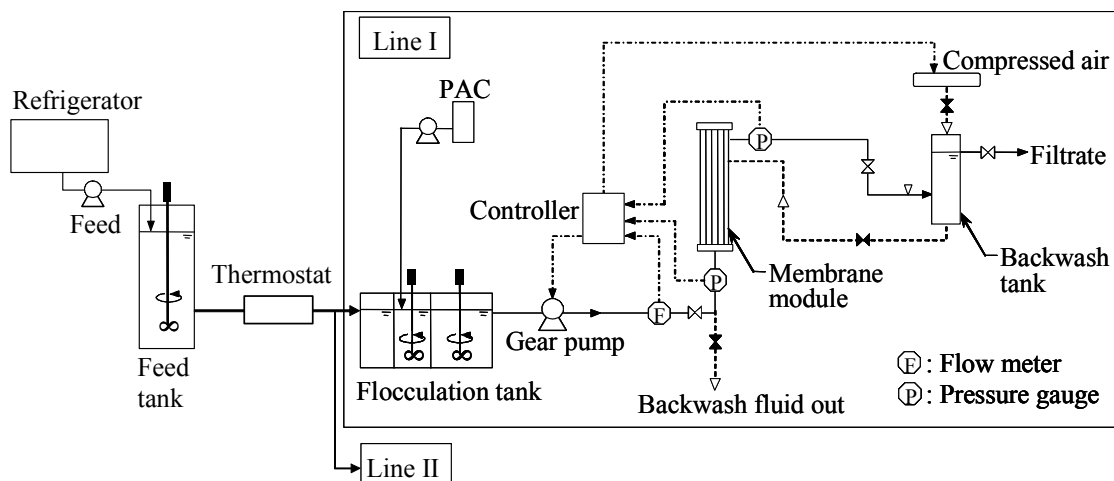 Line I
Compressed air
Refrigerator
PAC
P
Filtrate
Feed
Controller
Thermostat
Membrane
module
Backwash
tank
P
F
Gear pump
Feed
tank
Flocculation tank
Backwash fluid out
F : Flow meter
P : Pressure gauge
Line II